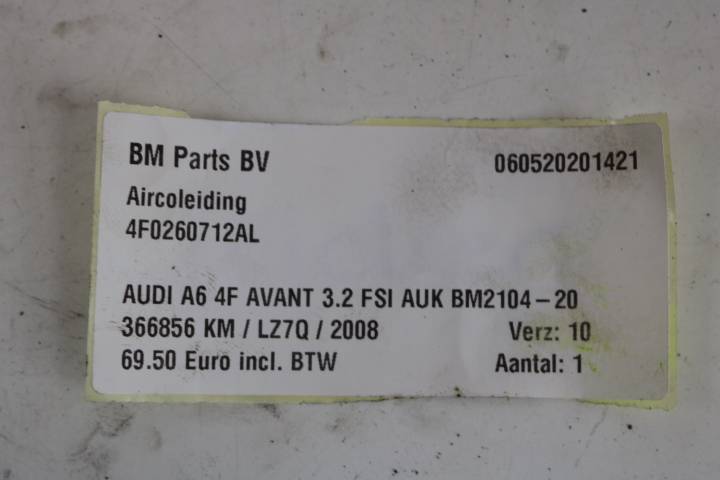 BM Parts BV 060520201421
Aircoleiding
4F0260712AL
AUDI A6 4F AVANT 3.2 FSI AUK BM2104-20
366856 KM / LZ7Q / 2008 Verz: 10
69.50 Euro incl. BTW Aantal: 1